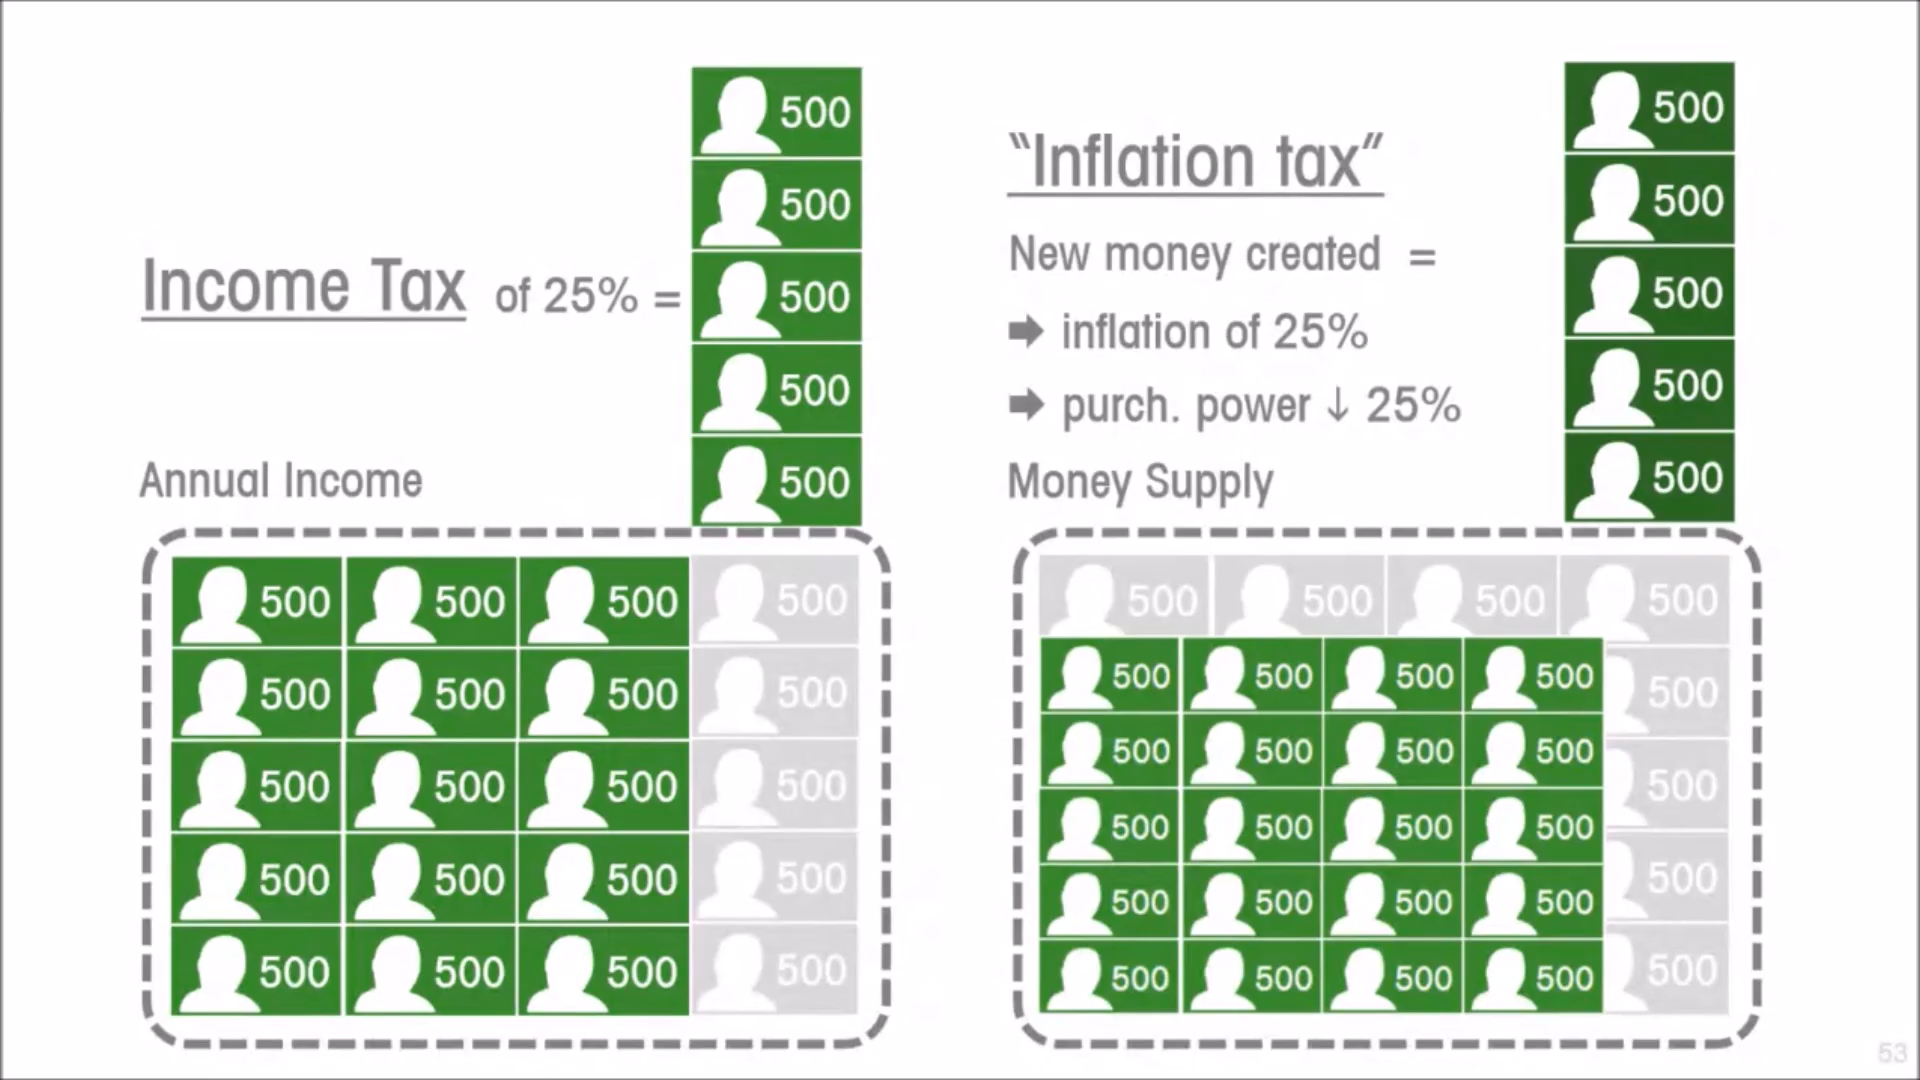 Income Tax of 25% =
500
500
500
500
500
Annual Income
500 500 500 500
500 500 500 500
500 500 500 500
500 500 500 500
500 500 500 500
“Inflation tax”
New money created =
➡ inflation of 25%
➡ purch. power ↓ 25%
500
500
500
500
500
Money Supply
500 500 500 500
500 500 500 500
500 500 500 500
500 500 500 500
500 500 500 500
500 500 500 500
500
500
500
500
53